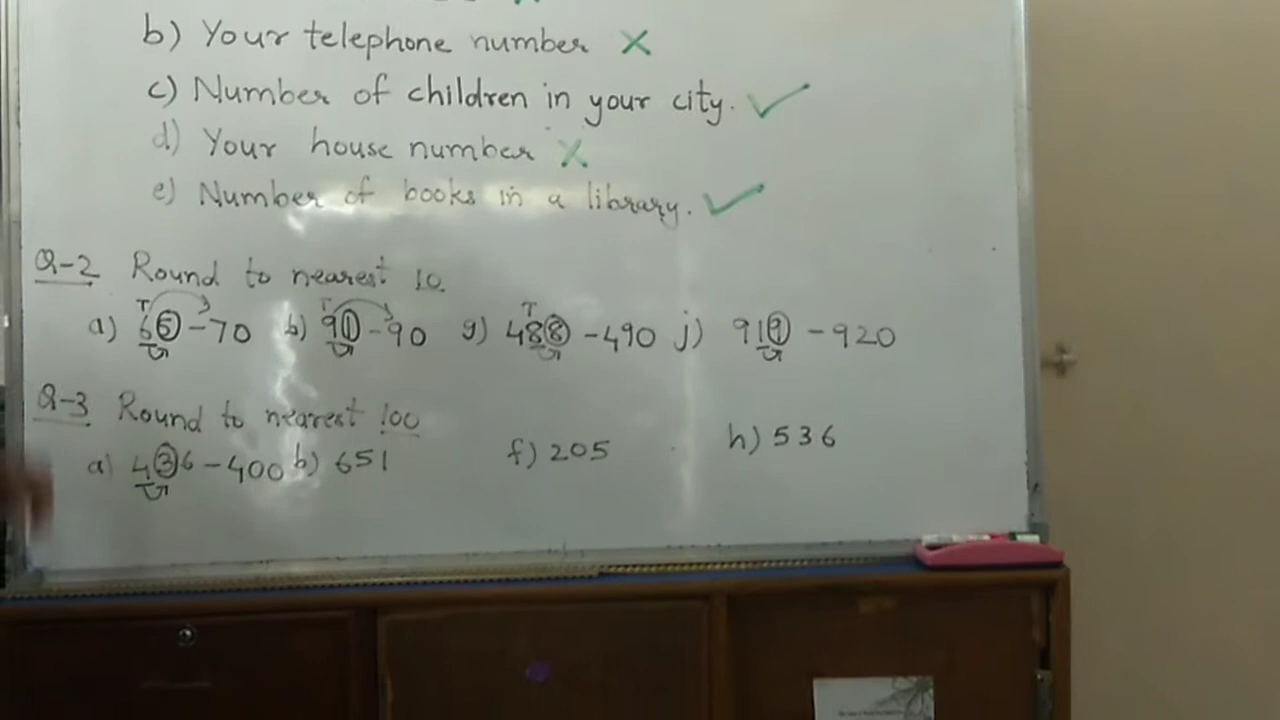 b) Your telephone number ✗
c) Number of children in your city. ✓
d) Your house number ✗
e) Number of books in a library. ✓
Q-2 Round to nearest 10
T T T
a) 66 - 70 b) 91 - 90 g) 488 - 490 j) 919 - 920
Q-3 Round to nearest 100
a) 436 - 400 b) 651 f) 205 h) 536